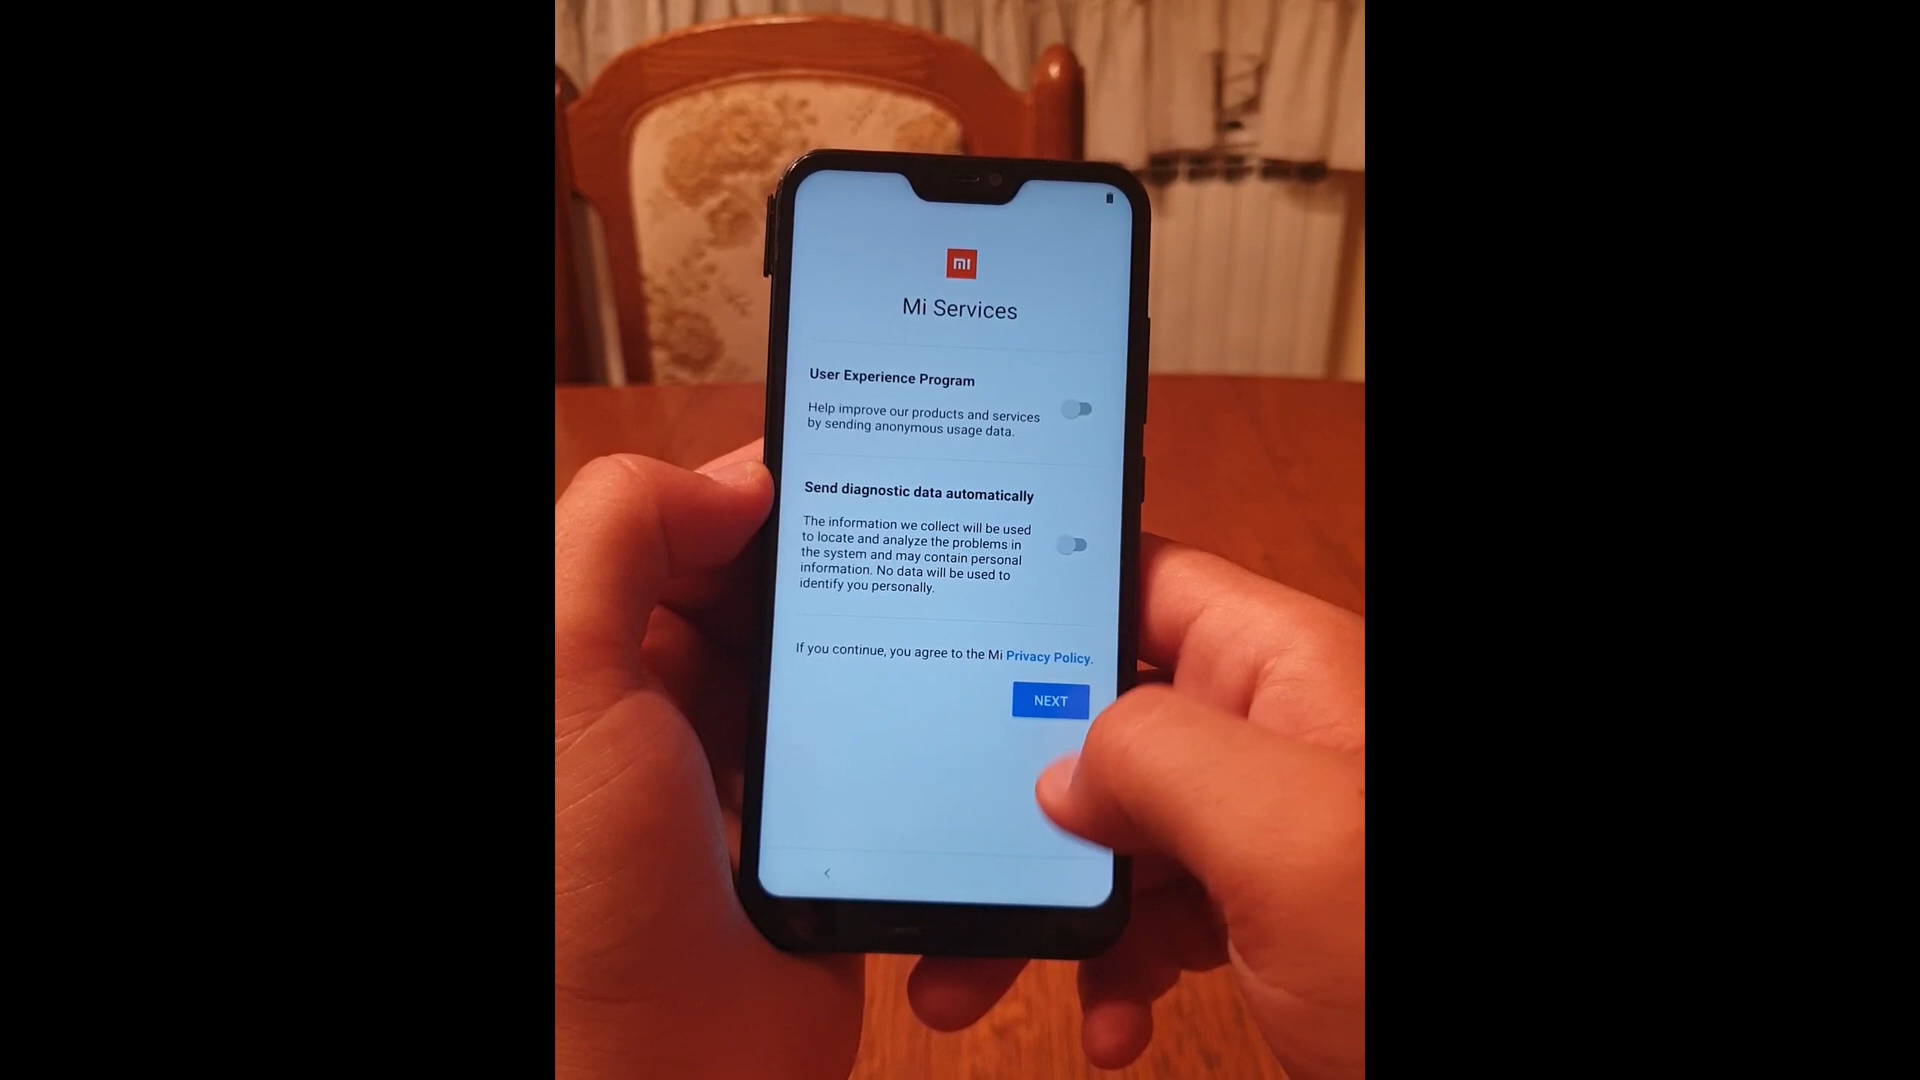 mi
Mi Services
User Experience Program
Help improve our products and services
by sending anonymous usage data.
Send diagnostic data automatically
The information we collect will be used
to locate and analyze the problems in
the system and may contain personal
information. No data will be used to
identify you personally.
If you continue, you agree to the Mi Privacy Policy.
NEXT